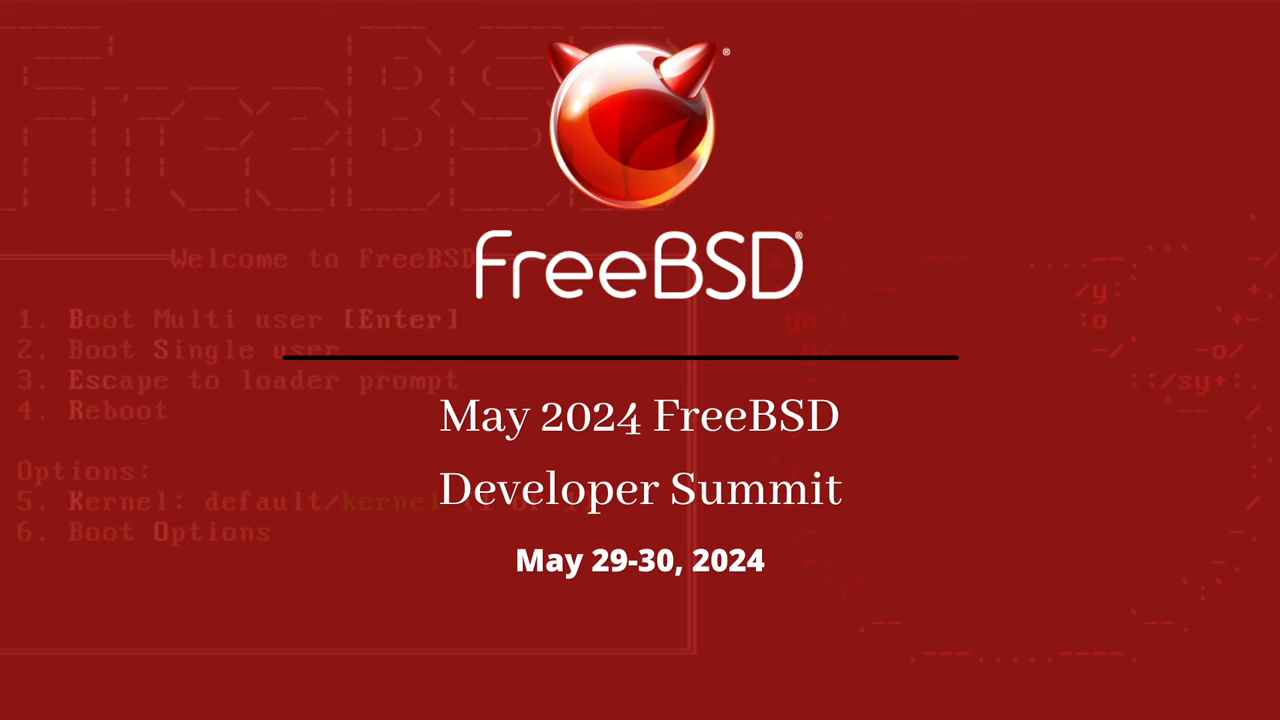 ®
FreeBSD®
Welcome to FreeBSD
1. Boot Multi user [Enter]
2. Boot Single user
3. Escape to loader prompt
4. Reboot
Options:
5. Kernel: default/kernel
6. Boot Options
May 2024 FreeBSD
Developer Summit
May 29-30, 2024